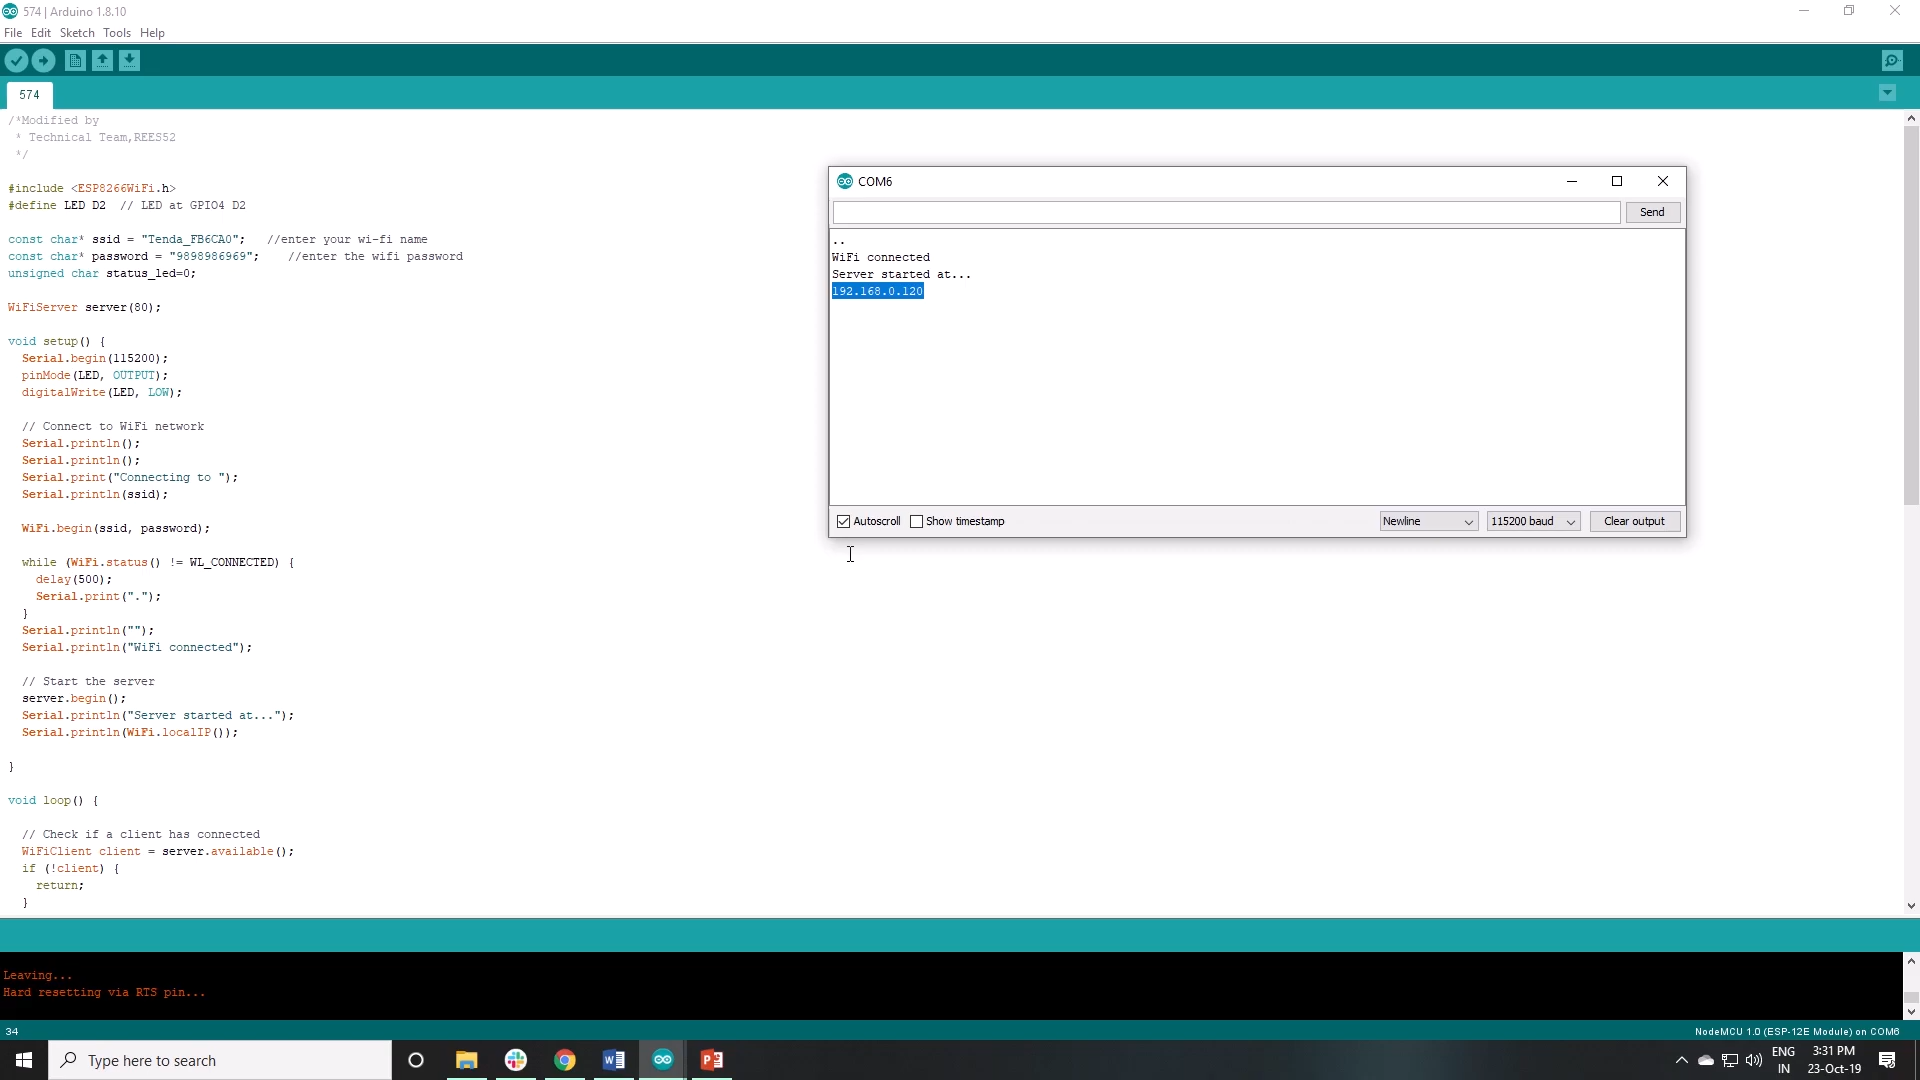 574 | Arduino 1.8.10
File Edit Sketch Tools Help
574
/*Modified by
 * Technical Team,REES52
 */
#include <ESP8266WiFi.h>
#define LED D2  // LED at GPIO4 D2
const char* ssid = "Tenda_FB6CA0";   //enter your wi-fi name
const char* password = "9898986969";    //enter the wifi password
unsigned char status_led=0;
WiFiServer server(80);
void setup() {
  Serial.begin(115200);
  pinMode(LED, OUTPUT);
  digitalWrite(LED, LOW);
  // Connect to WiFi network
  Serial.println();
  Serial.println();
  Serial.print("Connecting to ");
  Serial.println(ssid);
  WiFi.begin(ssid, password);
  while (WiFi.status() != WL_CONNECTED) {
    delay(500);
    Serial.print(".");
  }
  Serial.println("");
  Serial.println("WiFi connected");
  // Start the server
  server.begin();
  Serial.println("Server started at...");
  Serial.println(WiFi.localIP());
}
void loop() {
  // Check if a client has connected
  WiFiClient client = server.available();
  if (!client) {
    return;
  }
COM6
Send
..
WiFi connected
Server started at...
192.168.0.120
Autoscroll Show timestamp Newline 115200 baud Clear output
Leaving...
Hard resetting via RTS pin...
34 NodeMCU 1.0 (ESP-12E Module) on COM6
Type here to search
ENG
IN
3:31 PM
23-Oct-19